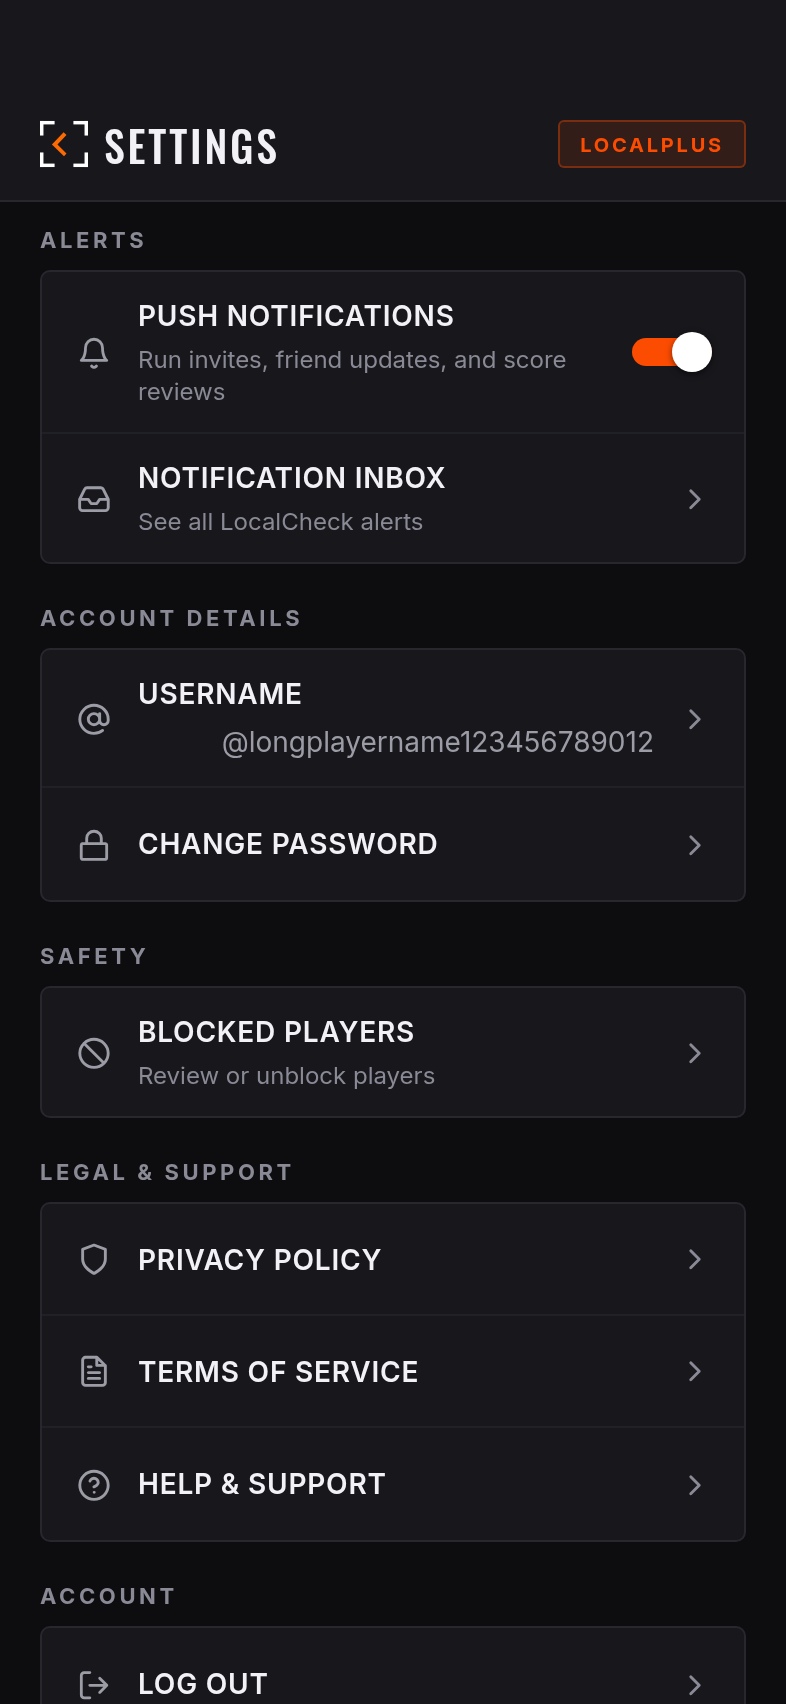 SETTINGS
LOCALPLUS
ALERTS
PUSH NOTIFICATIONS
Run invites, friend updates, and score
reviews
NOTIFICATION INBOX
See all LocalCheck alerts
ACCOUNT DETAILS
USERNAME
@longplayername123456789012
CHANGE PASSWORD
SAFETY
BLOCKED PLAYERS
Review or unblock players
LEGAL & SUPPORT
PRIVACY POLICY
TERMS OF SERVICE
HELP & SUPPORT
ACCOUNT
LOG OUT